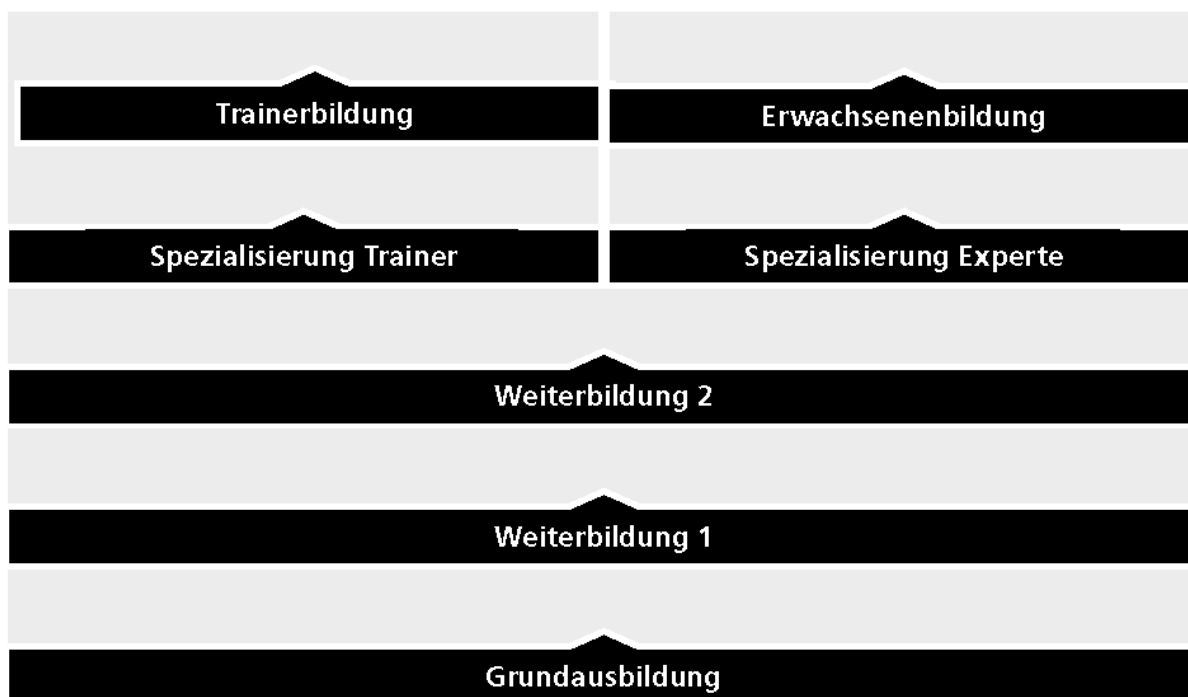 Trainerbildung
Erwachsenenbildung
Spezialisierung Trainer
Spezialisierung Experte
Weiterbildung 2
Weiterbildung 1
Grundausbildung